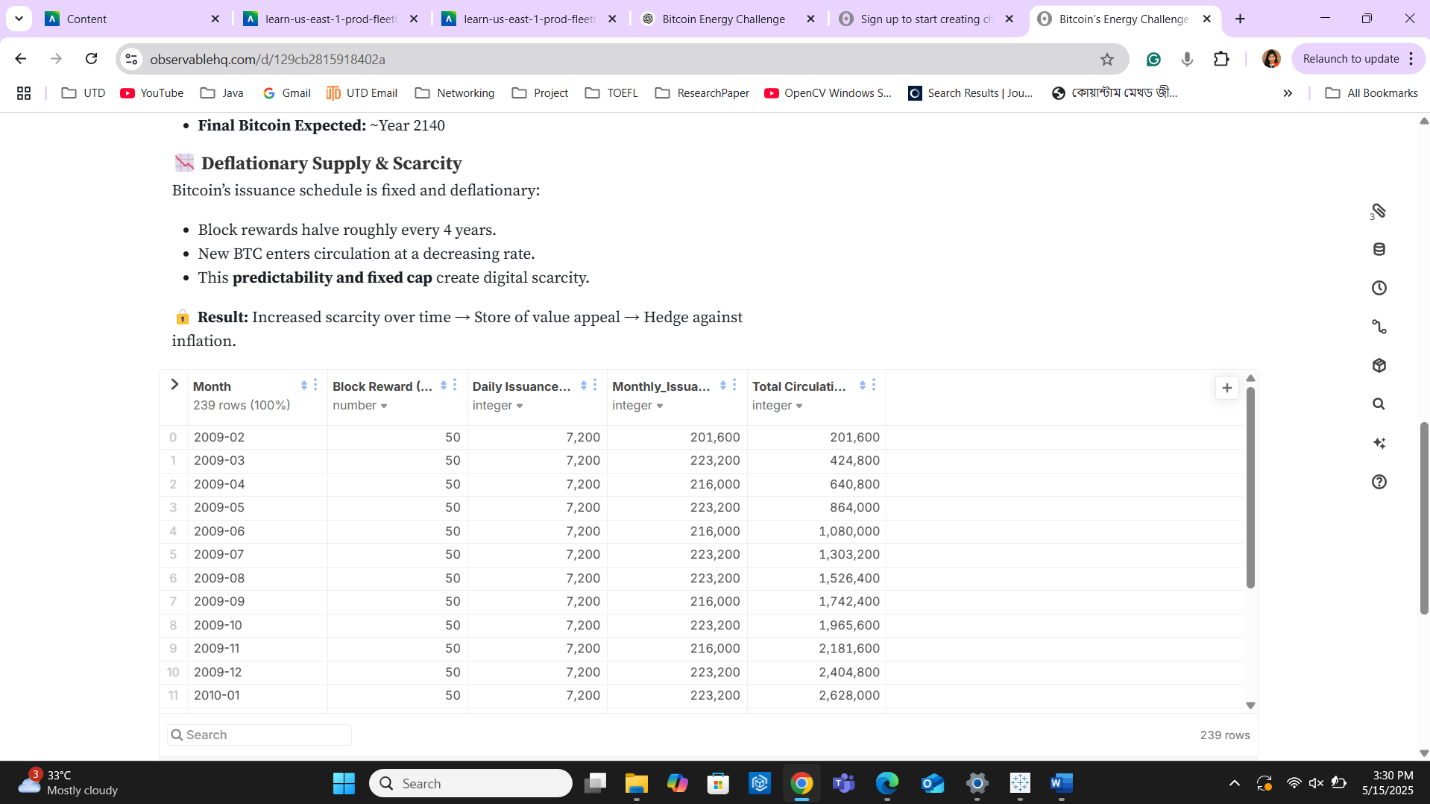 Content
learn-us-east-1-prod-fleet
learn-us-east-1-prod-fleet
Bitcoin Energy Challenge
Sign up to start creating ch
Bitcoin's Energy Challenge
observablehq.com/d/129cb2815918402a
Relaunch to update
UTD
YouTube
Java
Gmail
UTD Email
Networking
Project
TOEFL
ResearchPaper
OpenCV Windows S...
Search Results | Jou...
কোয়ান্টাম মেথড জী...
»
All Bookmarks
• Final Bitcoin Expected: ~Year 2140
Deflationary Supply & Scarcity
Bitcoin’s issuance schedule is fixed and deflationary:
• Block rewards halve roughly every 4 years.
• New BTC enters circulation at a decreasing rate.
• This predictability and fixed cap create digital scarcity.
Result: Increased scarcity over time → Store of value appeal → Hedge against
inflation.
3
Month Block Reward (... Daily Issuance... Monthly_Issua... Total Circulati...
239 rows (100%) number integer integer integer
0 2009-02 50 7,200 201,600 201,600
1 2009-03 50 7,200 223,200 424,800
2 2009-04 50 7,200 216,000 640,800
3 2009-05 50 7,200 223,200 864,000
4 2009-06 50 7,200 216,000 1,080,000
5 2009-07 50 7,200 223,200 1,303,200
6 2009-08 50 7,200 223,200 1,526,400
7 2009-09 50 7,200 216,000 1,742,400
8 2009-10 50 7,200 223,200 1,965,600
9 2009-11 50 7,200 216,000 2,181,600
10 2009-12 50 7,200 223,200 2,404,800
11 2010-01 50 7,200 223,200 2,628,000
Search
239 rows
3
33°C
Mostly cloudy
Search
3:30 PM
5/15/2025